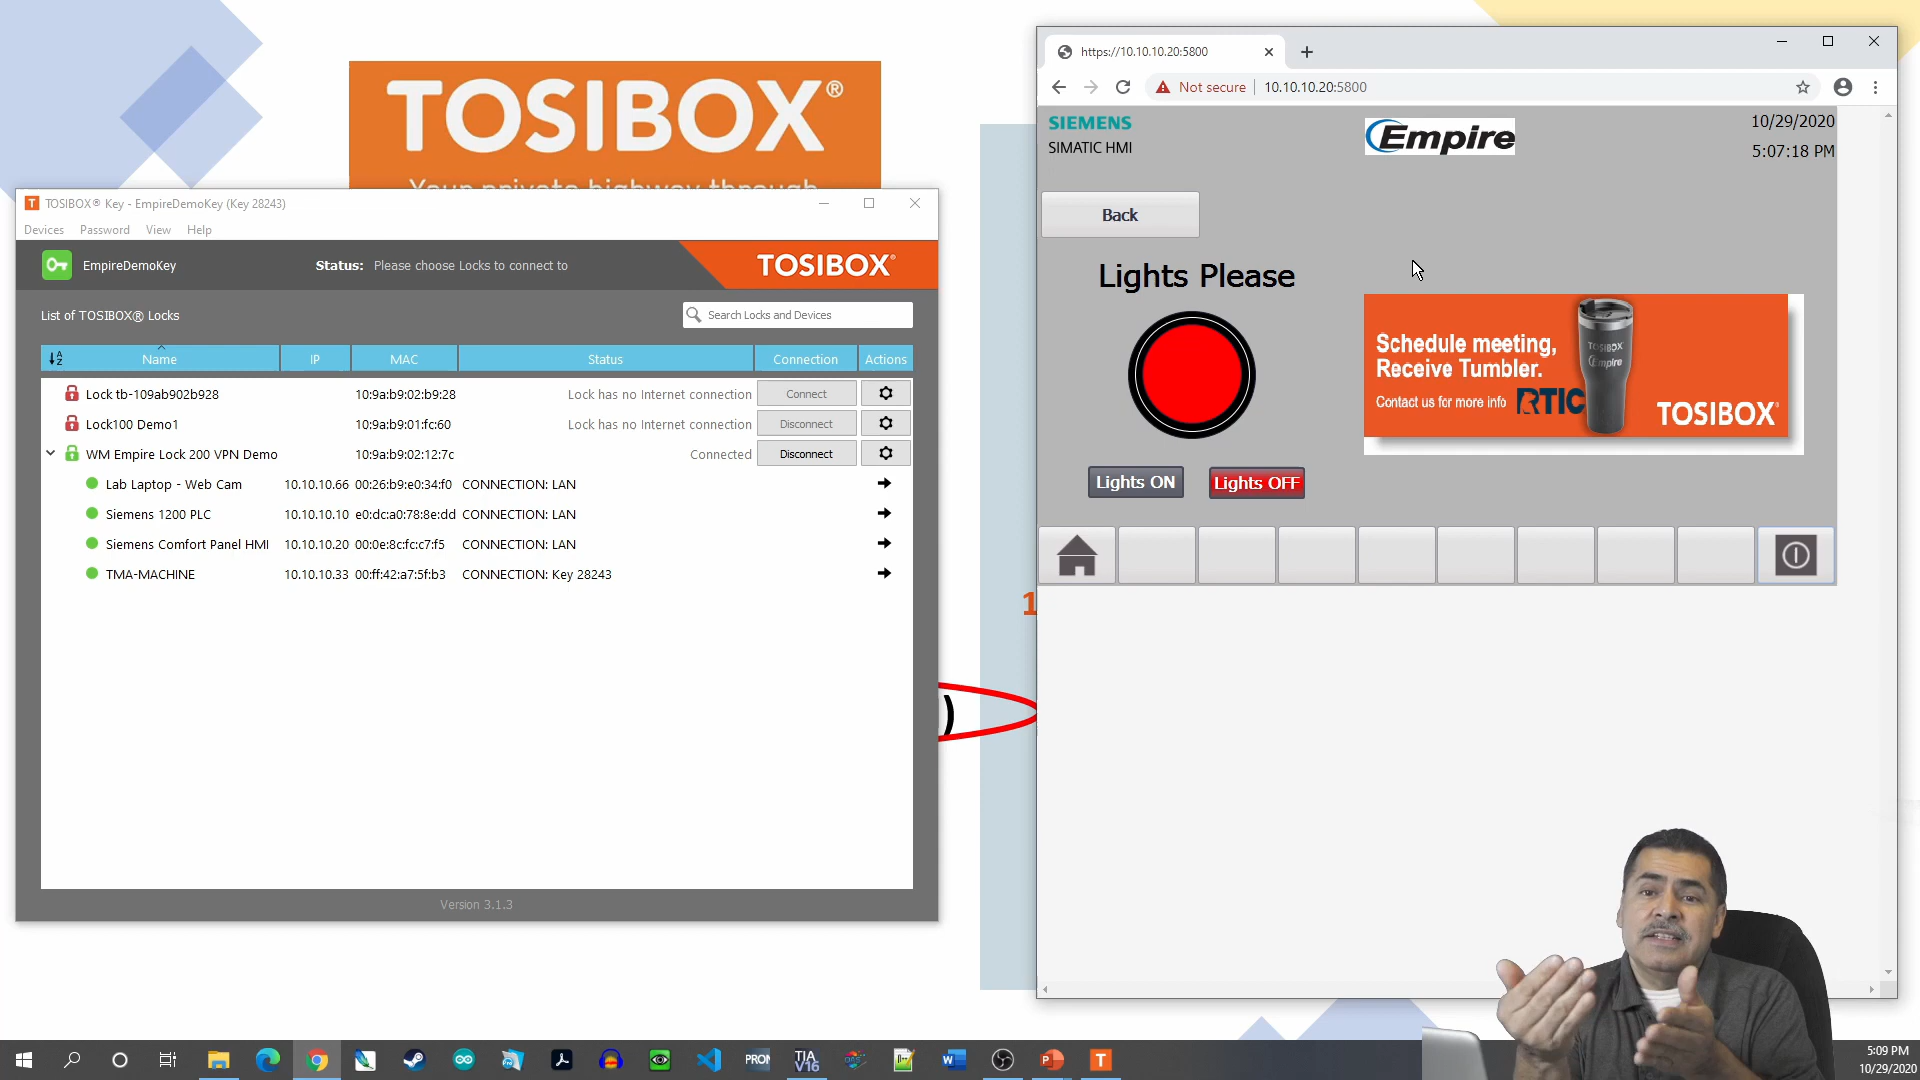 TOSIBOX®
TOSIBOX® Key - EmpireDemoKey (Key 28243)
Devices Password View Help
EmpireDemoKey
Status: Please choose Locks to connect to
TOSIBOX®
List of TOSIBOX® Locks
Search Locks and Devices
Name IP MAC Status Connection Actions
Lock tb-109ab902b928 10:9a:b9:02:b9:28 Lock has no Internet connection Connect
Lock100 Demo1 10:9a:b9:01:fc:60 Lock has no Internet connection Disconnect
WM Empire Lock 200 VPN Demo 10:9a:b9:02:12:7c Connected Disconnect
Lab Laptop - Web Cam 10.10.10.66 00:26:b9:e0:34:f0 CONNECTION: LAN
Siemens 1200 PLC 10.10.10.10 e0:dc:a0:78:8e:dd CONNECTION: LAN
Siemens Comfort Panel HMI 10.10.10.20 00:0e:8c:fc:c7:f5 CONNECTION: LAN
TMA-MACHINE 10.10.10.33 00:ff:42:a7:5f:b3 CONNECTION: Key 28243
Version 3.1.3
1
)
https://10.10.10.20:5800
Not secure 10.10.10.20:5800
SIEMENS
SIMATIC HMI
Empire
10/29/2020
5:07:18 PM
Back
Lights Please
Lights ON Lights OFF
Schedule meeting,
Receive Tumbler.
Contact us for more info RTIC
TOSIBOX
Empire
TOSIBOX®
PRON
TIA
V16
5:09 PM
10/29/2020